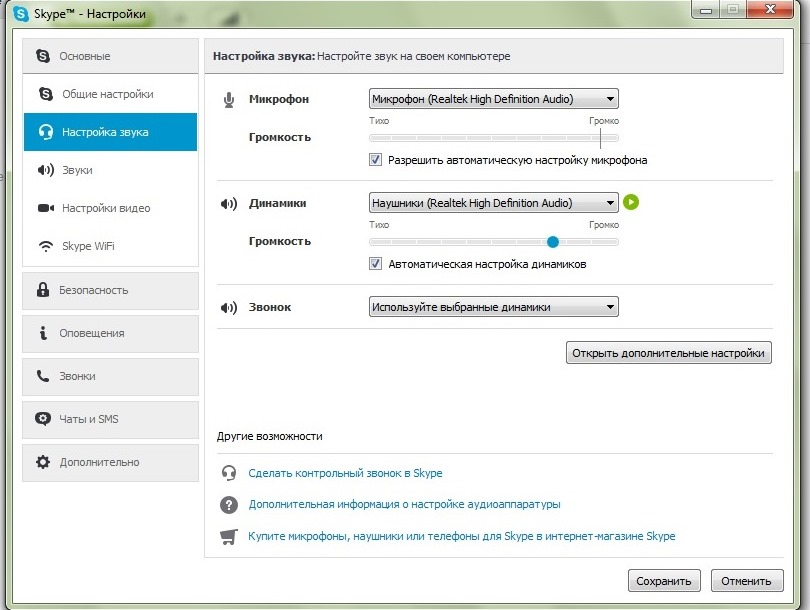 Skype™ - Настройки
Основные
Общие настройки
Настройка звука
Звуки
Настройки видео
Skype WiFi
Безопасность
Оповещения
Звонки
Чаты и SMS
Дополнительно
Настройка звука: Настройте звук на своем компьютере
Микрофон
Микрофон (Realtek High Definition Audio)
Тихо
Громко
Громкость
Разрешить автоматическую настройку микрофона
Динамики
Наушники (Realtek High Definition Audio)
Тихо
Громко
Громкость
Автоматическая настройка динамиков
Звонок
Используйте выбранные динамики
Открыть дополнительные настройки
Другие возможности
Сделать контрольный звонок в Skype
Дополнительная информация о настройке аудиоаппаратуры
Купите микрофоны, наушники или телефоны для Skype в интернет-магазине Skype
Сохранить
Отменить